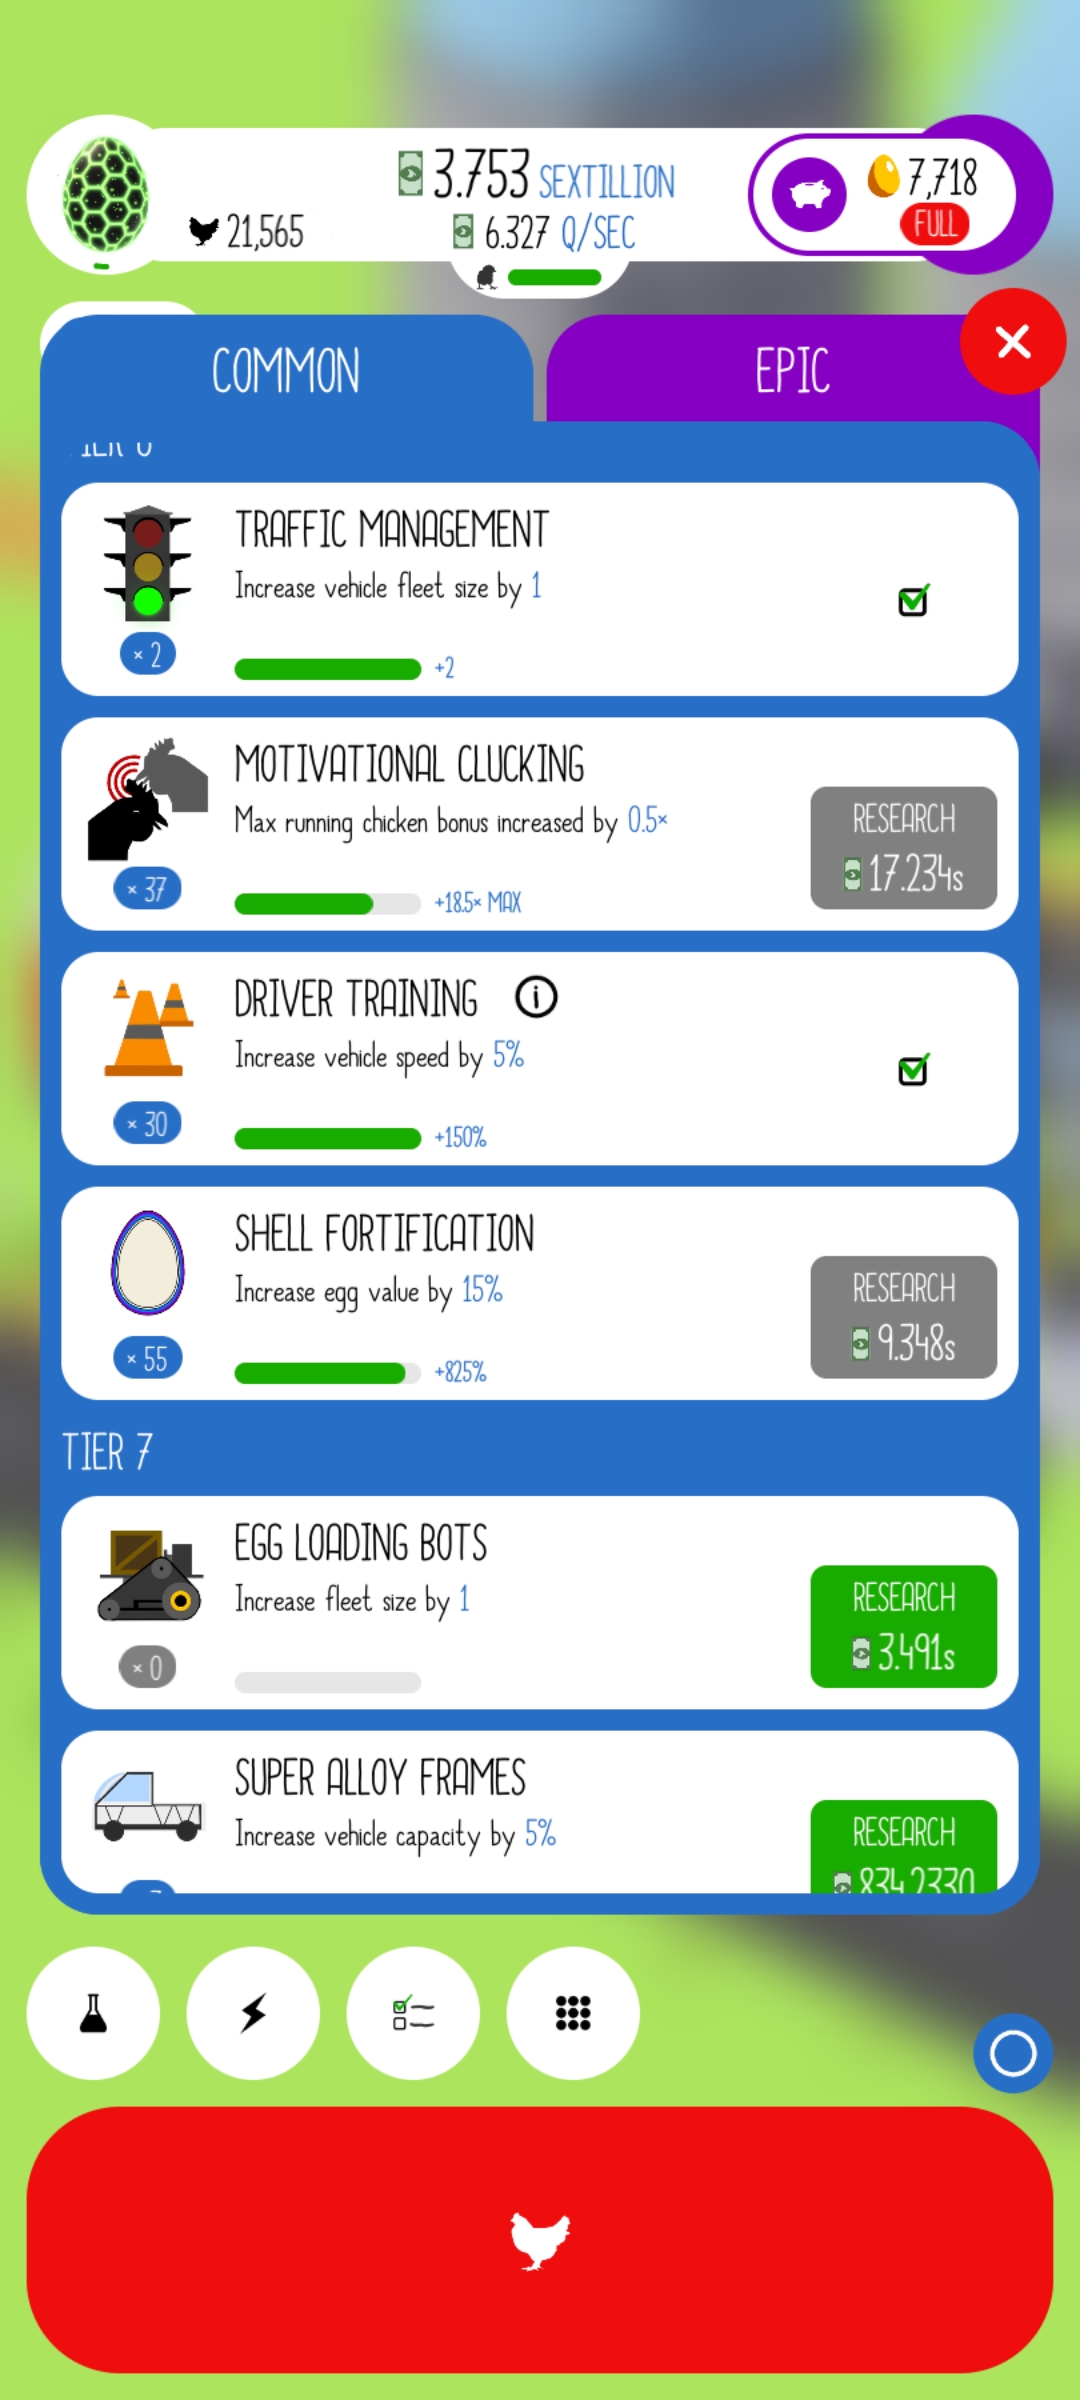 3.753 SEXTILLION
7,718
21,565
6.327 Q/SEC
FULL
COMMON
EPIC
TRAFFIC MANAGEMENT
Increase vehicle fleet size by 1
× 2
+2
MOTIVATIONAL CLUCKING
Max running chicken bonus increased by 0.5×
RESEARCH
17.234s
× 37
+18.5× MAX
DRIVER TRAINING
Increase vehicle speed by 5%
× 30
+150%
SHELL FORTIFICATION
Increase egg value by 15%
RESEARCH
9.348s
× 55
+825%
TIER 7
EGG LOADING BOTS
Increase fleet size by 1
RESEARCH
3.491s
× 0
SUPER ALLOY FRAMES
Increase vehicle capacity by 5%
RESEARCH